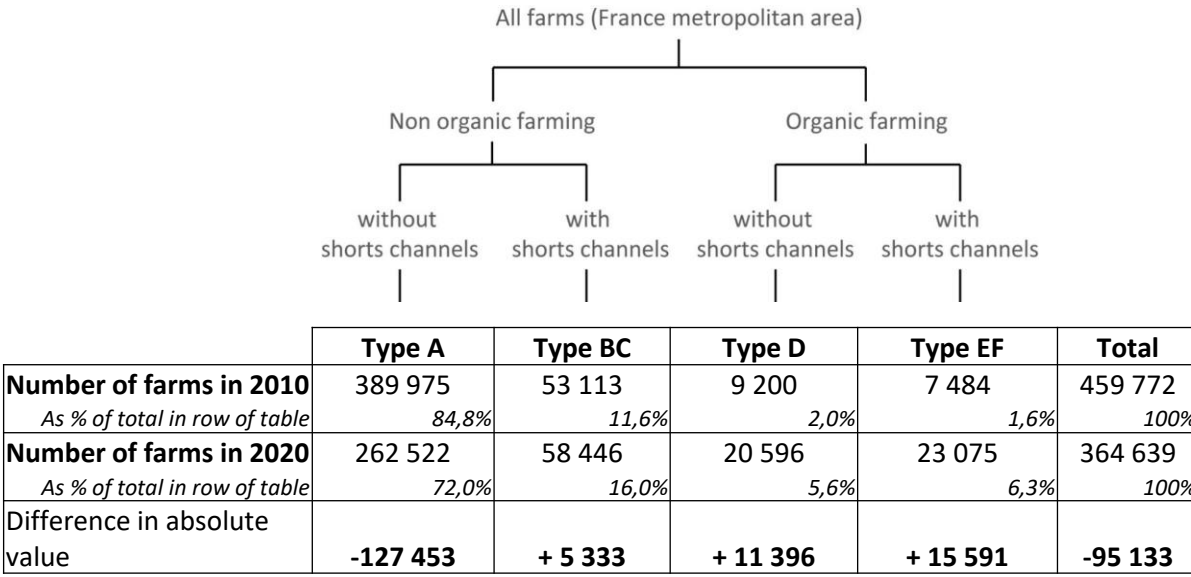 All farms (France metropolitan area)
Non organic farming Organic farming
without with without with
shorts channels shorts channels shorts channels shorts channels
Type A Type BC Type D Type EF Total
Number of farms in 2010 389 975 53 113 9 200 7 484 459 772
As % of total in row of table 84,8% 11,6% 2,0% 1,6% 100%
Number of farms in 2020 262 522 58 446 20 596 23 075 364 639
As % of total in row of table 72,0% 16,0% 5,6% 6,3% 100%
Difference in absolute
value -127 453 + 5 333 + 11 396 + 15 591 -95 133